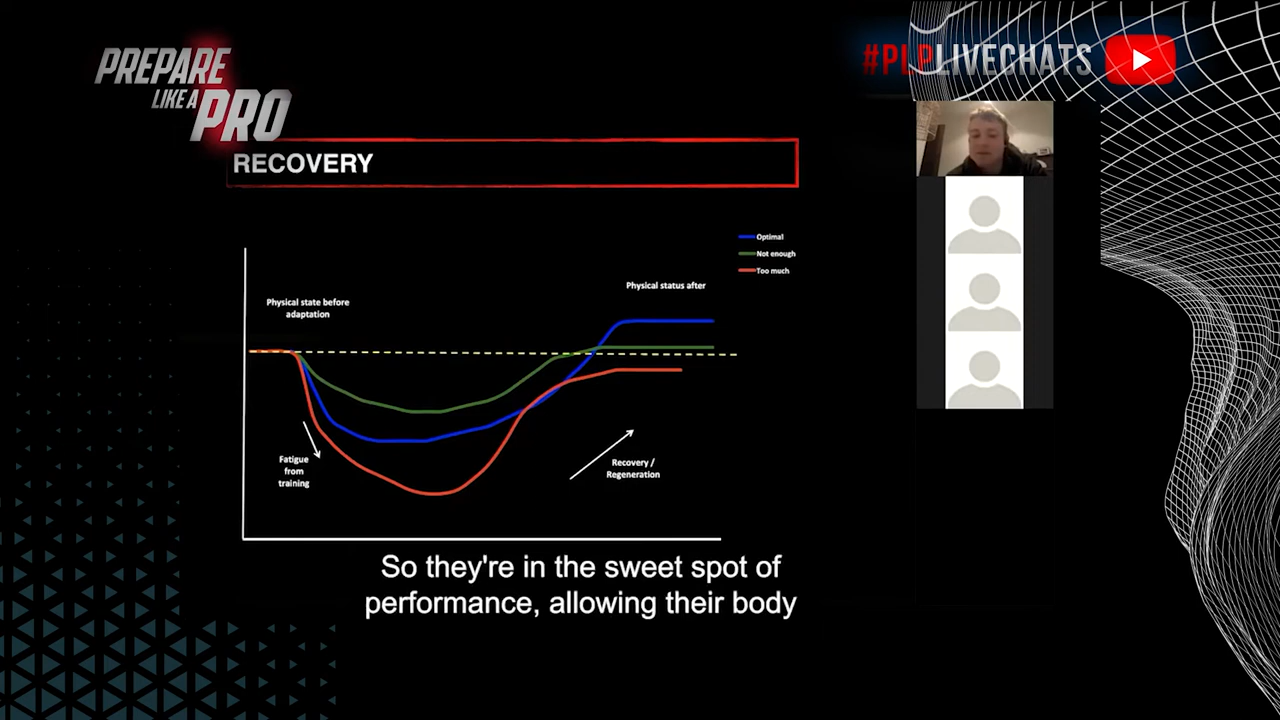 PREPARE
LIKE A
PRO
#PLPLIVECHATS
RECOVERY
Optimal
Not enough
Too much
Physical status after
Physical state before
adaptation
Fatigue
from
training
Recovery /
Regeneration
So they're in the sweet spot of
performance, allowing their body